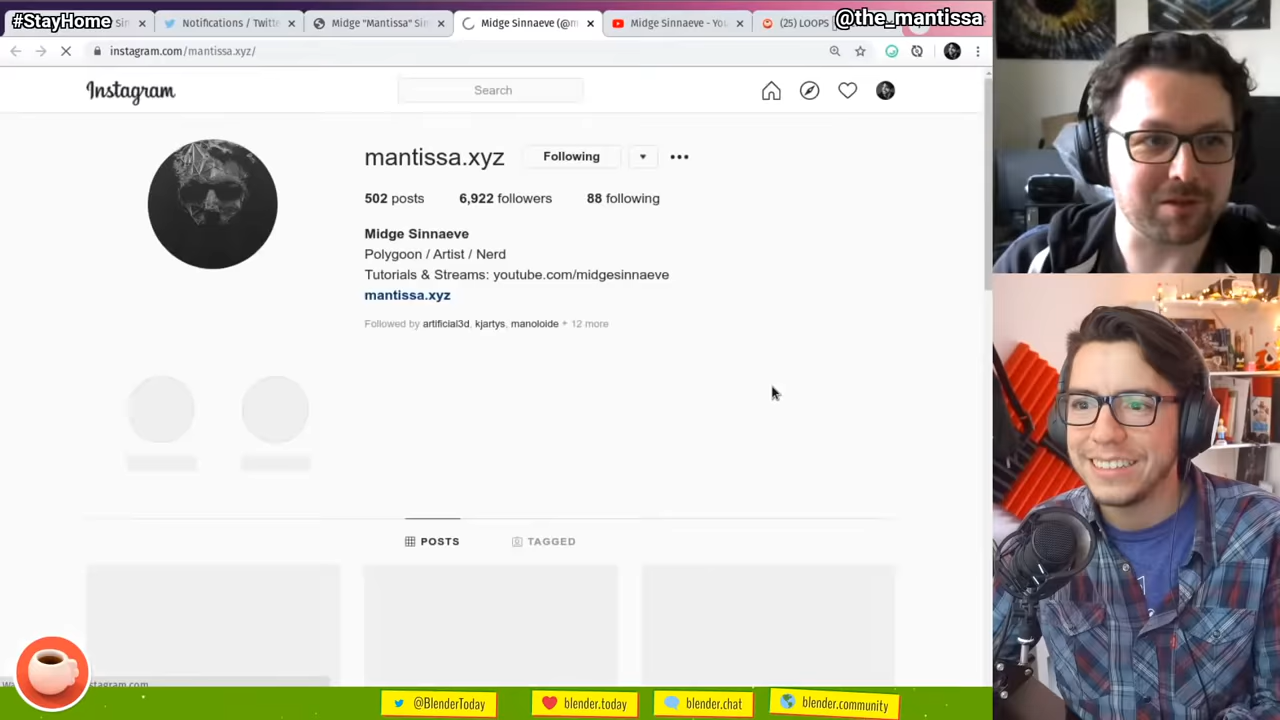 #StayHome
Sin
Notifications / Twitte
Midge "Mantissa" Sin
Midge Sinnaeve (@m
Midge Sinnaeve - You
(25) LOOPS
@the_mantissa
instagram.com/mantissa.xyz/
Instagram
Search
mantissa.xyz
Following
502 posts
6,922 followers
88 following
Midge Sinnaeve
Polygoon / Artist / Nerd
Tutorials & Streams: youtube.com/midgesinnaeve
mantissa.xyz
Followed by artificial3d, kjartys, manoloide + 12 more
POSTS
TAGGED
@BlenderToday
blender.today
blender.chat
blender.community